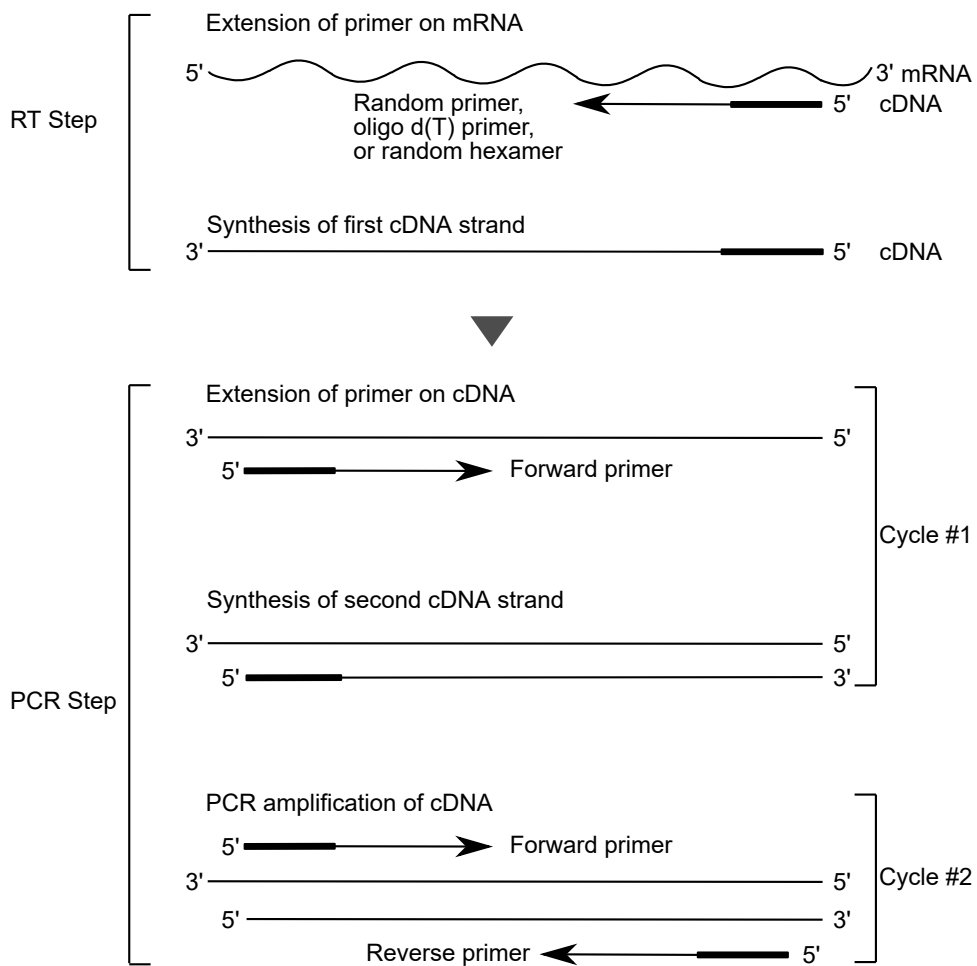 Extension of primer on mRNA
5'
3' mRNA
Random primer,
oligo d(T) primer,
or random hexamer
5' cDNA
RT Step
Synthesis of first cDNA strand
3'
5' cDNA
Extension of primer on cDNA
3'
5'
5'
Forward primer
Cycle #1
Synthesis of second cDNA strand
3'
5'
5'
3'
PCR Step
PCR amplification of cDNA
5'
Forward primer
3'
5'
Cycle #2
5'
3'
Reverse primer
5'